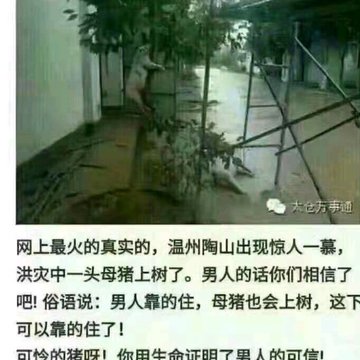 太仓万事通
网上最火的真实的，温州陶山出现惊人一慕，
洪灾中一头母猪上树了。男人的话你们相信了
吧! 俗语说：男人靠的住，母猪也会上树，这下
可以靠的住了！
可怜的猪呀！你用生命证明了男人的可信!